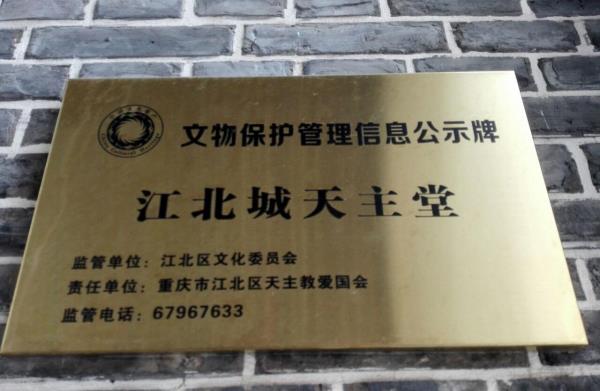 文物保护管理信息公示牌
江北城天主堂
监管单位：江北区文化委员会
责任单位：重庆市江北区天主教爱国会
监管电话：67967633